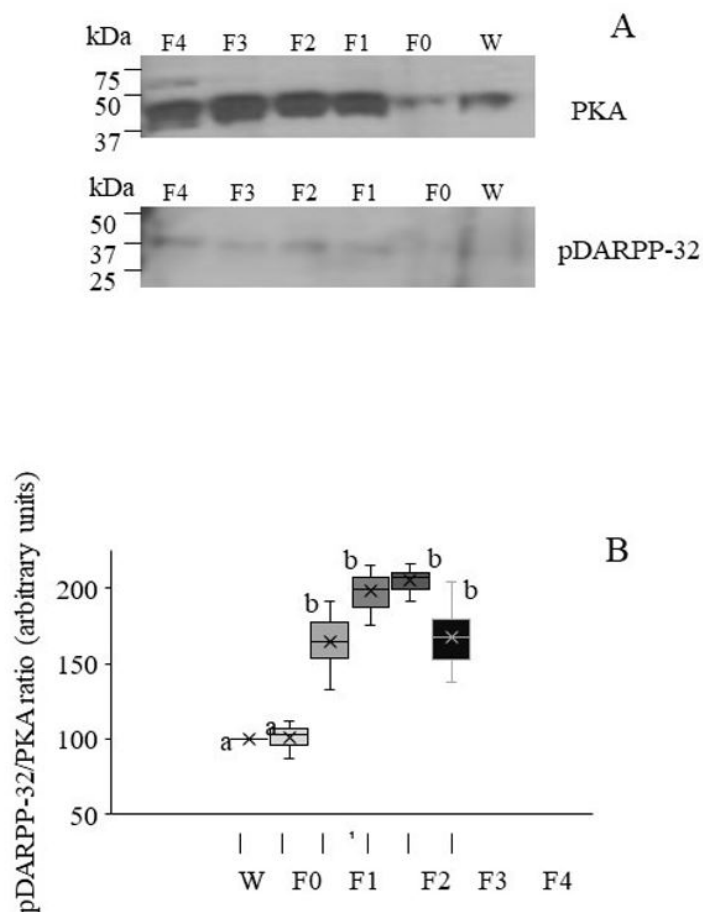 kDa F4 F3 F2 F1 F0 W A
75
50 PKA
37
kDa F4 F3 F2 F1 F0 W
50
37 pDARPP-32
25
B
pDARPP-32/PKA ratio (arbitrary units)
200 b b b b
150
100 a a
50
W F0 F1 F2 F3 F4